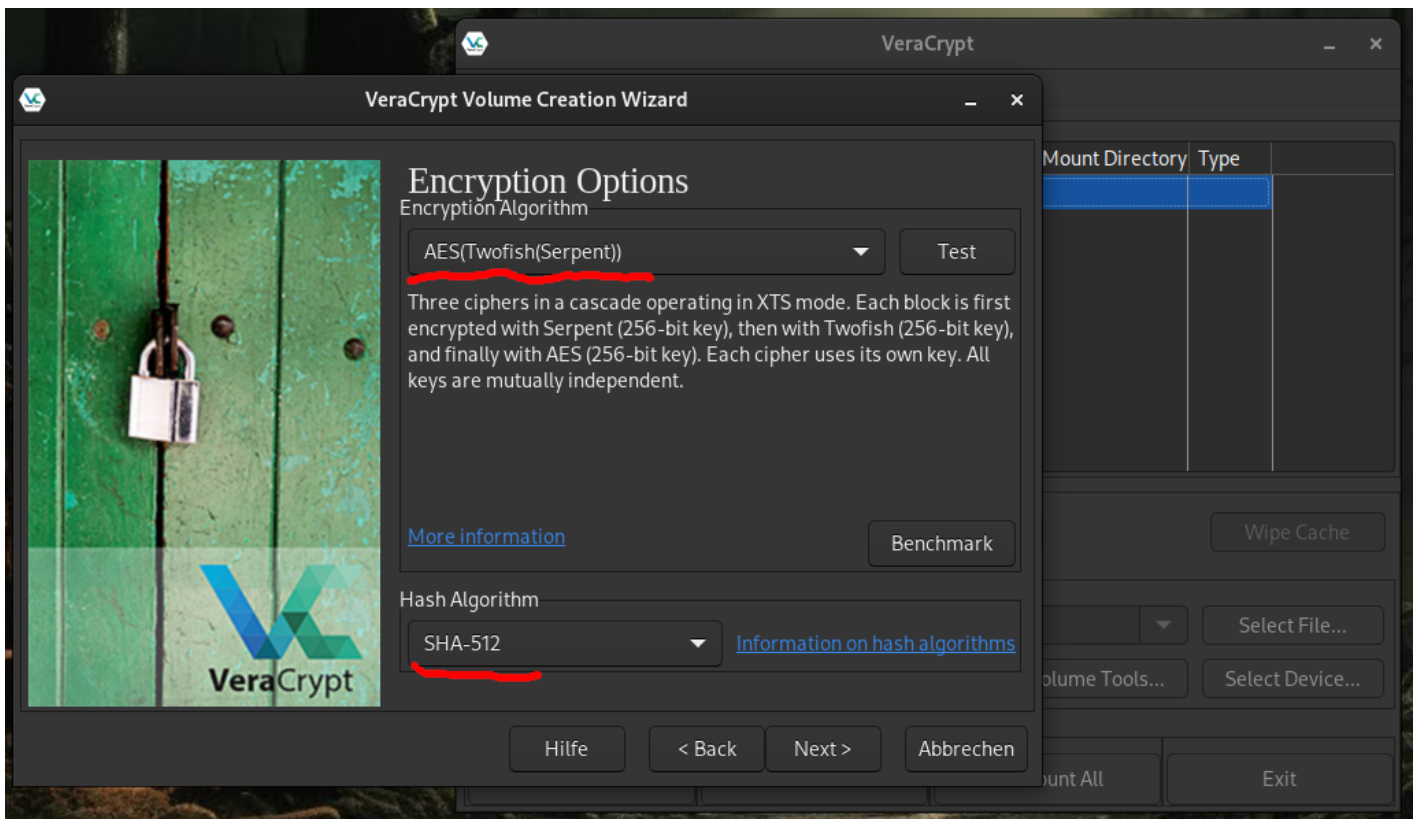 VeraCrypt
VeraCrypt Volume Creation Wizard
Mount Directory Type
Encryption Options
Encryption Algorithm
AES(Twofish(Serpent))
Test
Three ciphers in a cascade operating in XTS mode. Each block is first
encrypted with Serpent (256-bit key), then with Twofish (256-bit key),
and finally with AES (256-bit key). Each cipher uses its own key. All
keys are mutually independent.
More information
Benchmark
Wipe Cache
Hash Algorithm
SHA-512
Information on hash algorithms
Select File...
VeraCrypt
Tools...
Select Device...
Hilfe
< Back
Next >
Abbrechen
All
Exit